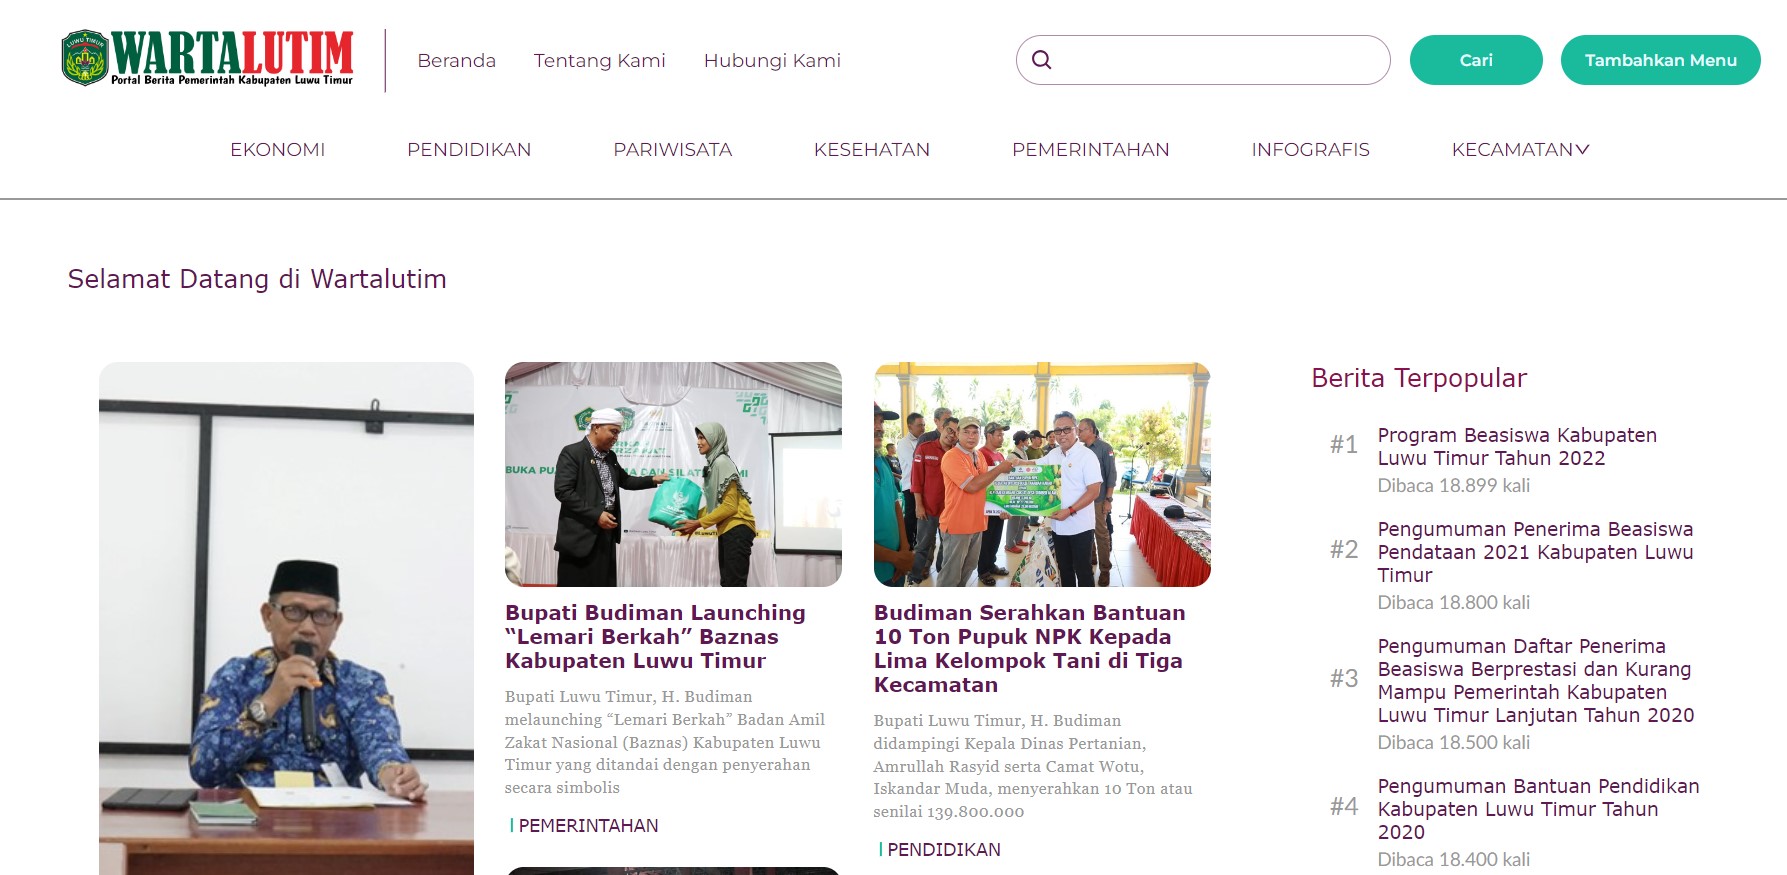 LUWU TIMUR
WARTALUTIM
Portal Berita Pemerintah Kabupaten Luwu Timur
Beranda
Tentang Kami
Hubungi Kami
Cari
Tambahkan Menu
EKONOMI
PENDIDIKAN
PARIWISATA
KESEHATAN
PEMERINTAHAN
INFOGRAFIS
KECAMATAN
Selamat Datang di Wartalutim
Bupati Budiman Launching
“Lemari Berkah” Baznas
Kabupaten Luwu Timur
Bupati Luwu Timur, H. Budiman
melaunching “Lemari Berkah” Badan Amil
Zakat Nasional (Baznas) Kabupaten Luwu
Timur yang ditandai dengan penyerahan
secara simbolis
PEMERINTAHAN
Budiman Serahkan Bantuan
10 Ton Pupuk NPK Kepada
Lima Kelompok Tani di Tiga
Kecamatan
Bupati Luwu Timur, H. Budiman
didampingi Kepala Dinas Pertanian,
Amrullah Rasyid serta Camat Wotu,
Iskandar Muda, menyerahkan 10 Ton atau
senilai 139.800.000
PENDIDIKAN
Berita Terpopular
#1
Program Beasiswa Kabupaten
Luwu Timur Tahun 2022
Dibaca 18.899 kali
#2
Pengumuman Penerima Beasiswa
Pendataan 2021 Kabupaten Luwu
Timur
Dibaca 18.800 kali
#3
Pengumuman Daftar Penerima
Beasiswa Berprestasi dan Kurang
Mampu Pemerintah Kabupaten
Luwu Timur Lanjutan Tahun 2020
Dibaca 18.500 kali
#4
Pengumuman Bantuan Pendidikan
Kabupaten Luwu Timur Tahun
2020
Dibaca 18.400 kali